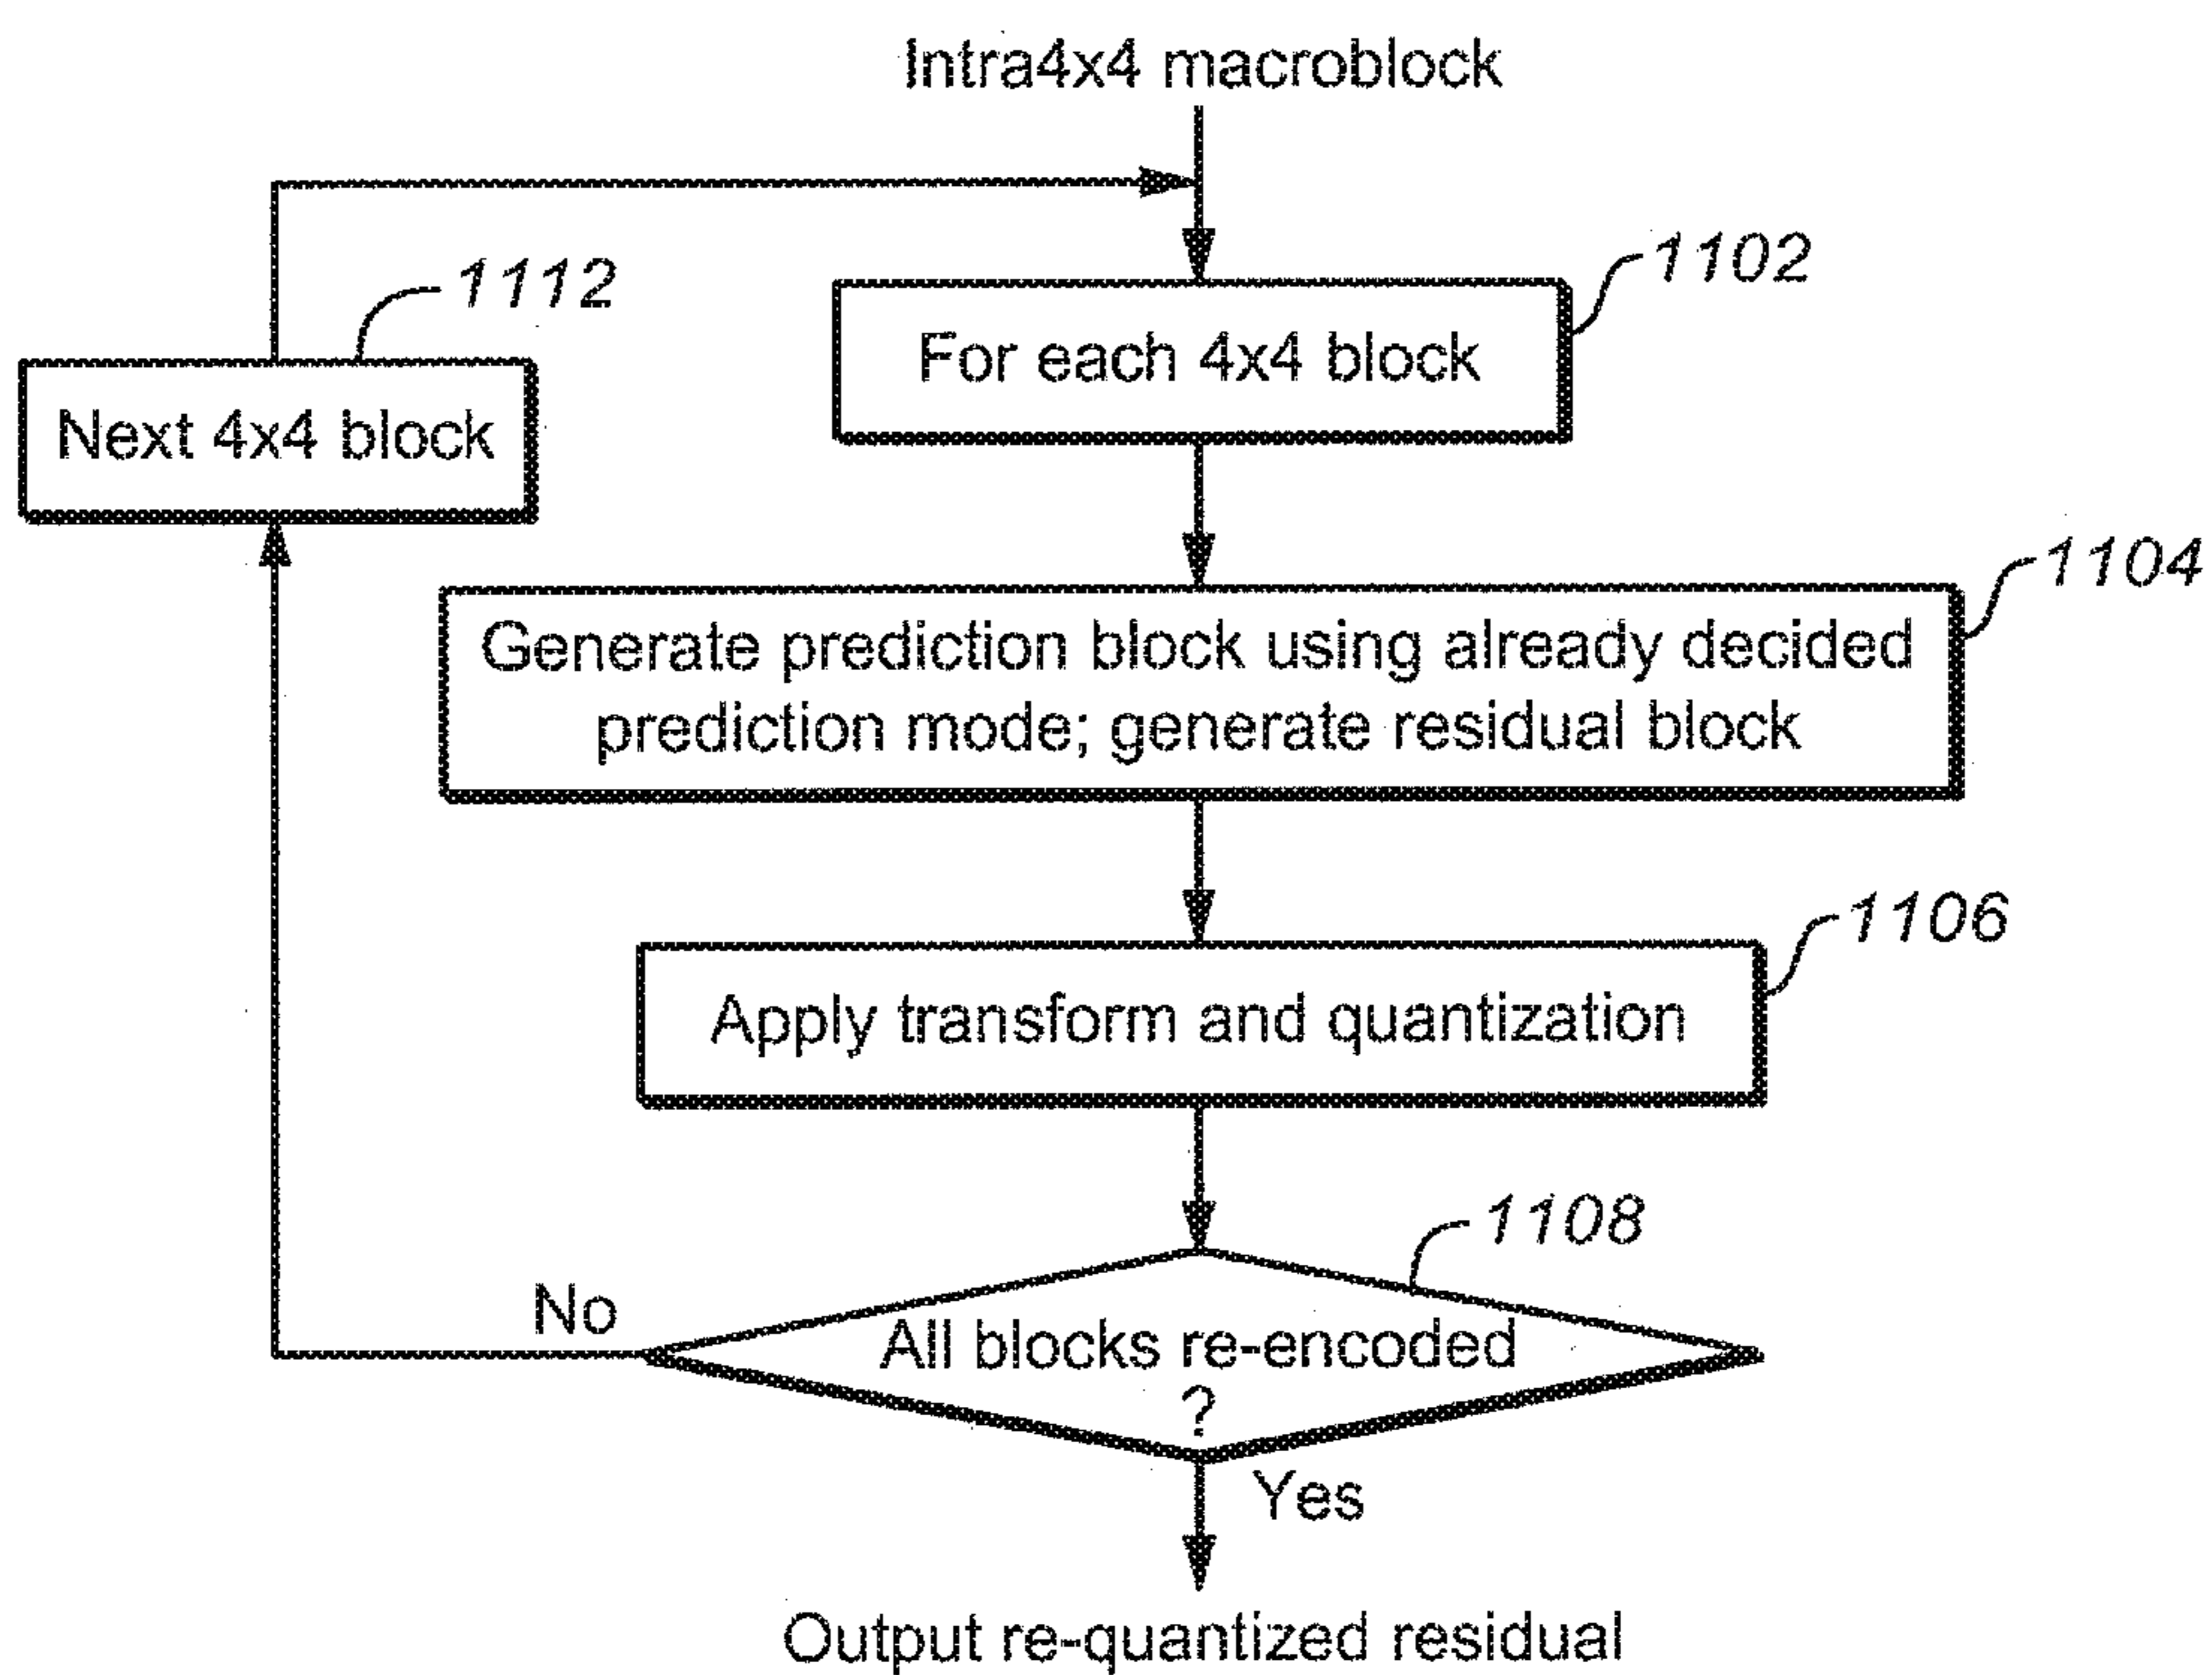 Intra4x4 macroblock
1102
For each 4x4 block
1112
Next 4x4 block
1104
Generate prediction block using already decided
prediction mode; generate residual block
1106
Apply transform and quantization
1108
All blocks re-encoded
?
No
Yes
Output re-quantized residual